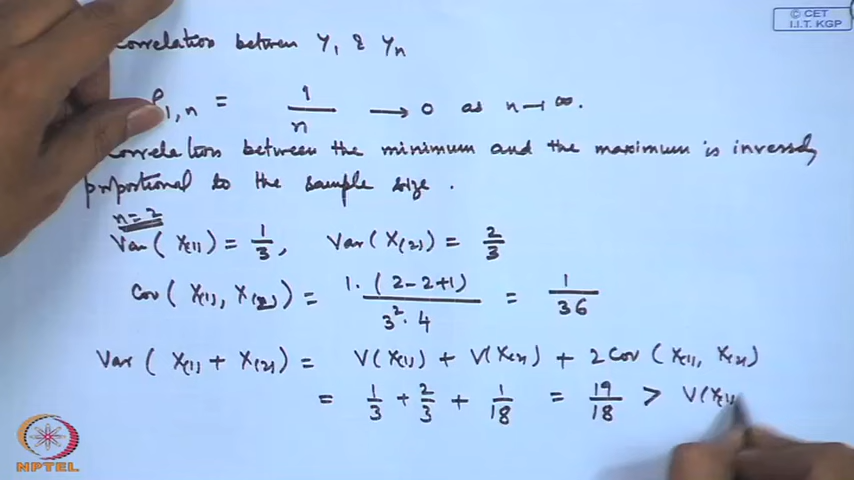 © CET
I.I.T. KGP
Correlation between Y₁ & Yₙ
ρ₁,ₙ = 1/n → 0 as n → ∞.
Correlation between the minimum and the maximum is inversely
proportional to the sample size.
n=2
Var(X₍₁₎) = 1/3, Var(X₍₂₎) = 2/3
Cov(X₍₁₎, X₍₂₎) = 1·(2-2+1)/3²·4 = 1/36
Var(X₍₁₎ + X₍₂₎) = V(X₍₁₎) + V(X₍₂₎) + 2Cov(X₍₁₎, X₍₂₎)
= 1/3 + 2/3 + 1/18 = 19/18 > V(X₍₁₎
NPTEL